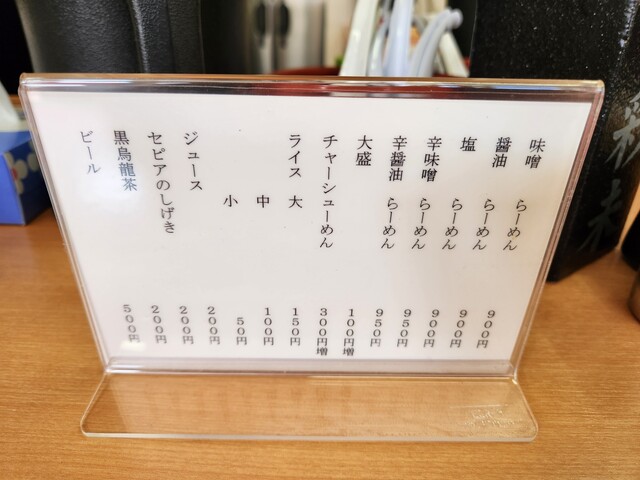 味噌 らーめん 900円
醤油 らーめん 900円
塩 らーめん 900円
辛味噌 らーめん 950円
辛醤油 らーめん 950円
大盛 100円増
チャーシューめん 300円増
ライス 大 150円
中 100円
小 50円
ジュース 200円
セピアのしげき 200円
黒烏龍茶 200円
ビール 500円